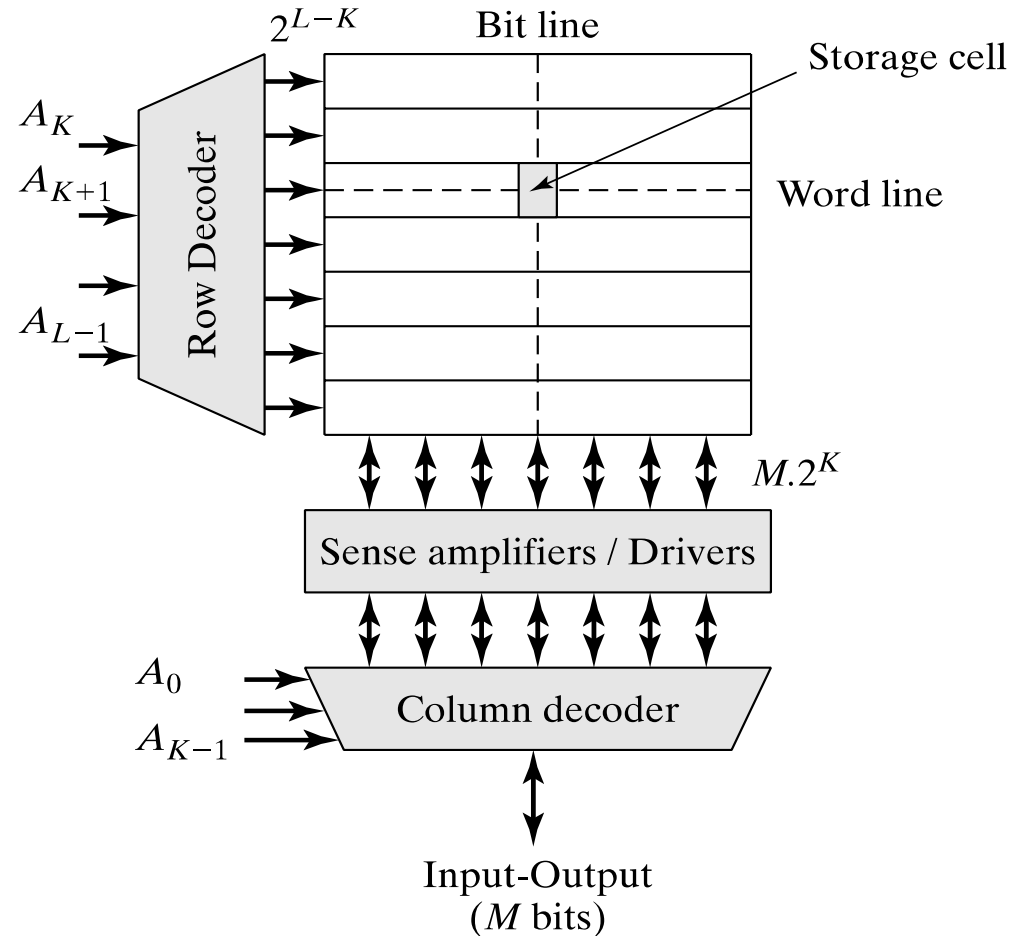 2^{L−K}
Bit line
Storage cell
A_K
A_{K+1}
A_{L−1}
Row Decoder
Word line
M.2^K
Sense amplifiers / Drivers
A_0
A_{K−1}
Column decoder
Input-Output
(M bits)